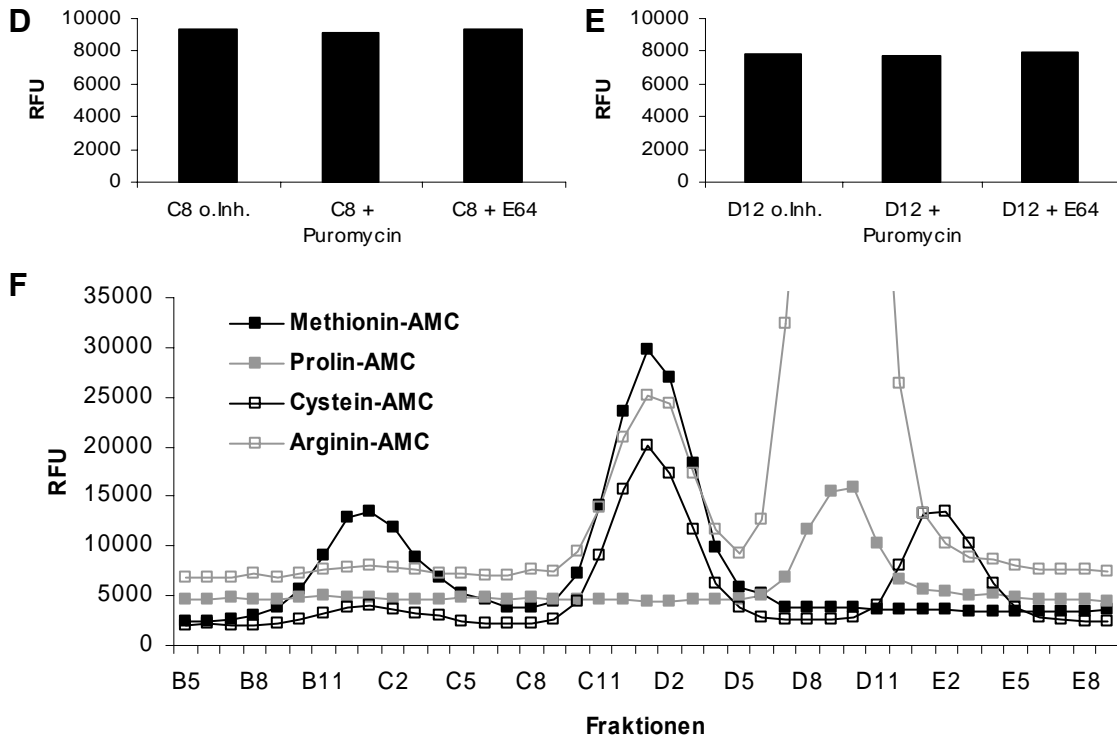 D
10000
8000
6000
4000
2000
0
RFU
C8 o.Inh.
C8 +
Puromycin
C8 + E64
E
10000
8000
6000
4000
2000
0
RFU
D12 o.Inh.
D12 +
Puromycin
D12 + E64
F
35000
30000
25000
20000
15000
10000
5000
0
RFU
Methionin-AMC
Prolin-AMC
Cystein-AMC
Arginin-AMC
B5 B8 B11 C2 C5 C8 C11 D2 D5 D8 D11 E2 E5 E8
Fraktionen